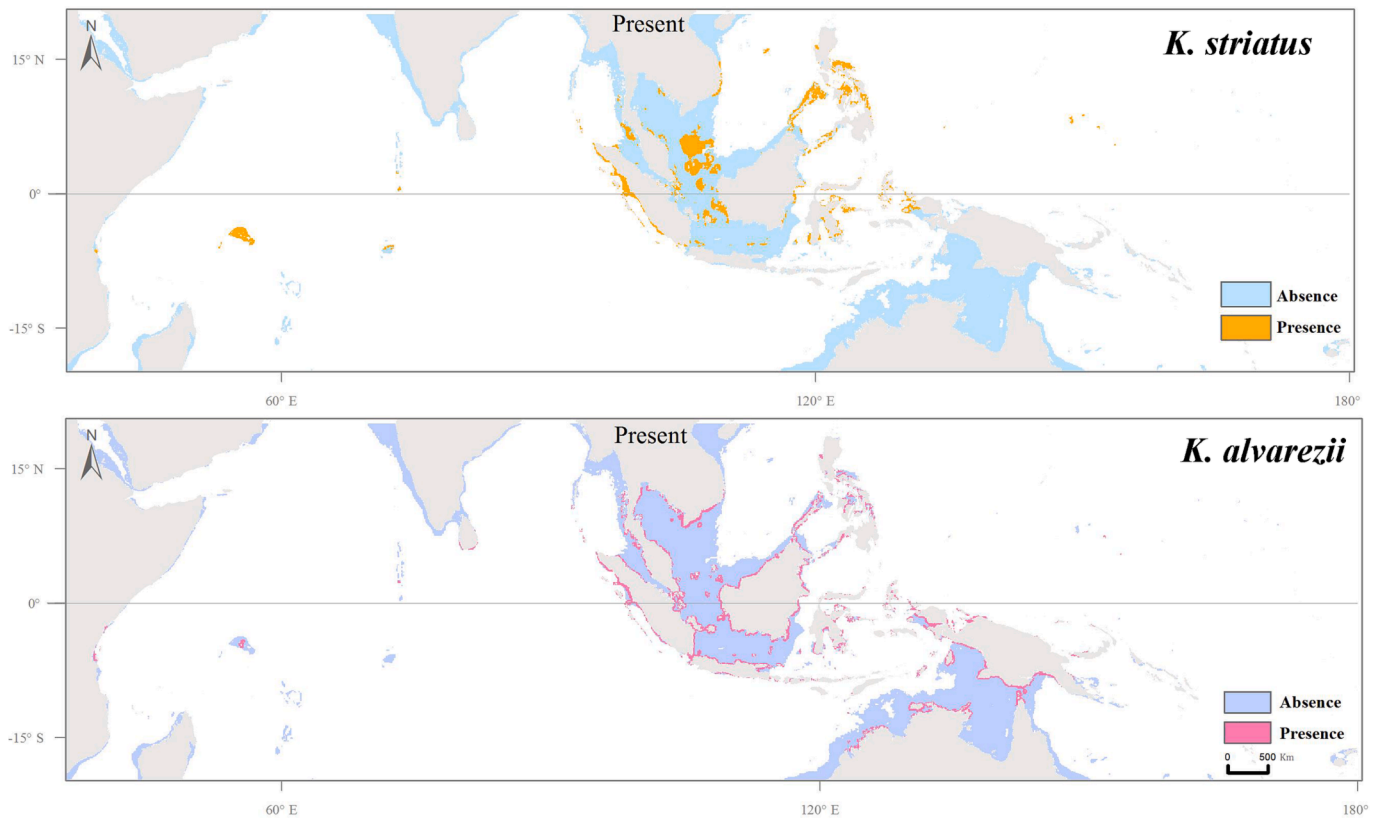 Present
N
K. striatus
15° N
0°
-15° S
Absence
Presence
60° E
120° E
180°
Present
N
K. alvarezii
15° N
0°
-15° S
Absence
Presence
0 500 Km
60° E
120° E
180°